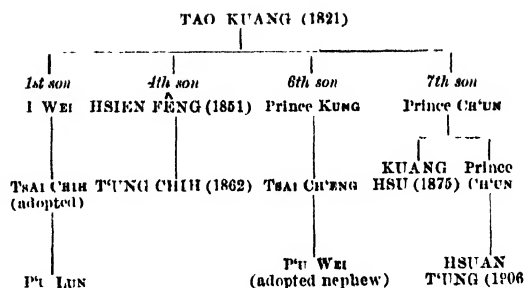 TAO KUANG (1821)
1st son 4th son 6th son 7th son
I WEI HSIEN FÊNG (1851) Prince KUNG Prince CH'UN
KUANG Prince
TSAI CHIH T'UNG CHIH (1862) TSAI CH'ENG HSU (1875) CH'UN
(adopted)
P'U WEI HSUAN
P'U LUN (adopted nephew) T'UNG (1906